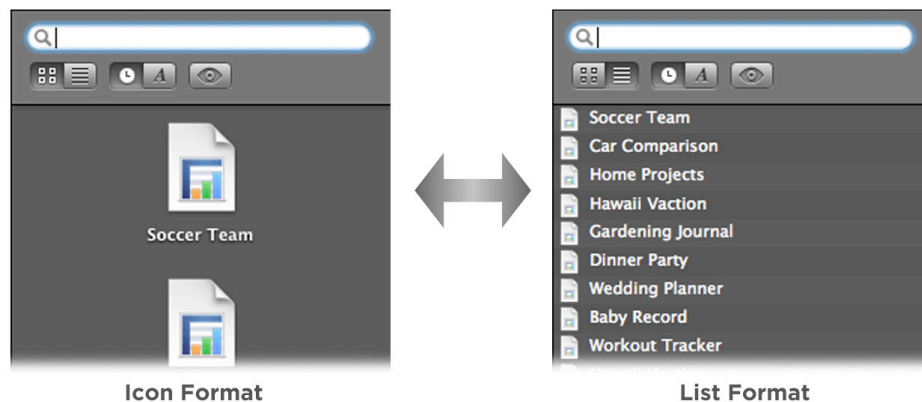 A
Soccer Team
Icon Format
A
Soccer Team
Car Comparison
Home Projects
Hawaii Vaction
Gardening Journal
Dinner Party
Wedding Planner
Baby Record
Workout Tracker
List Format